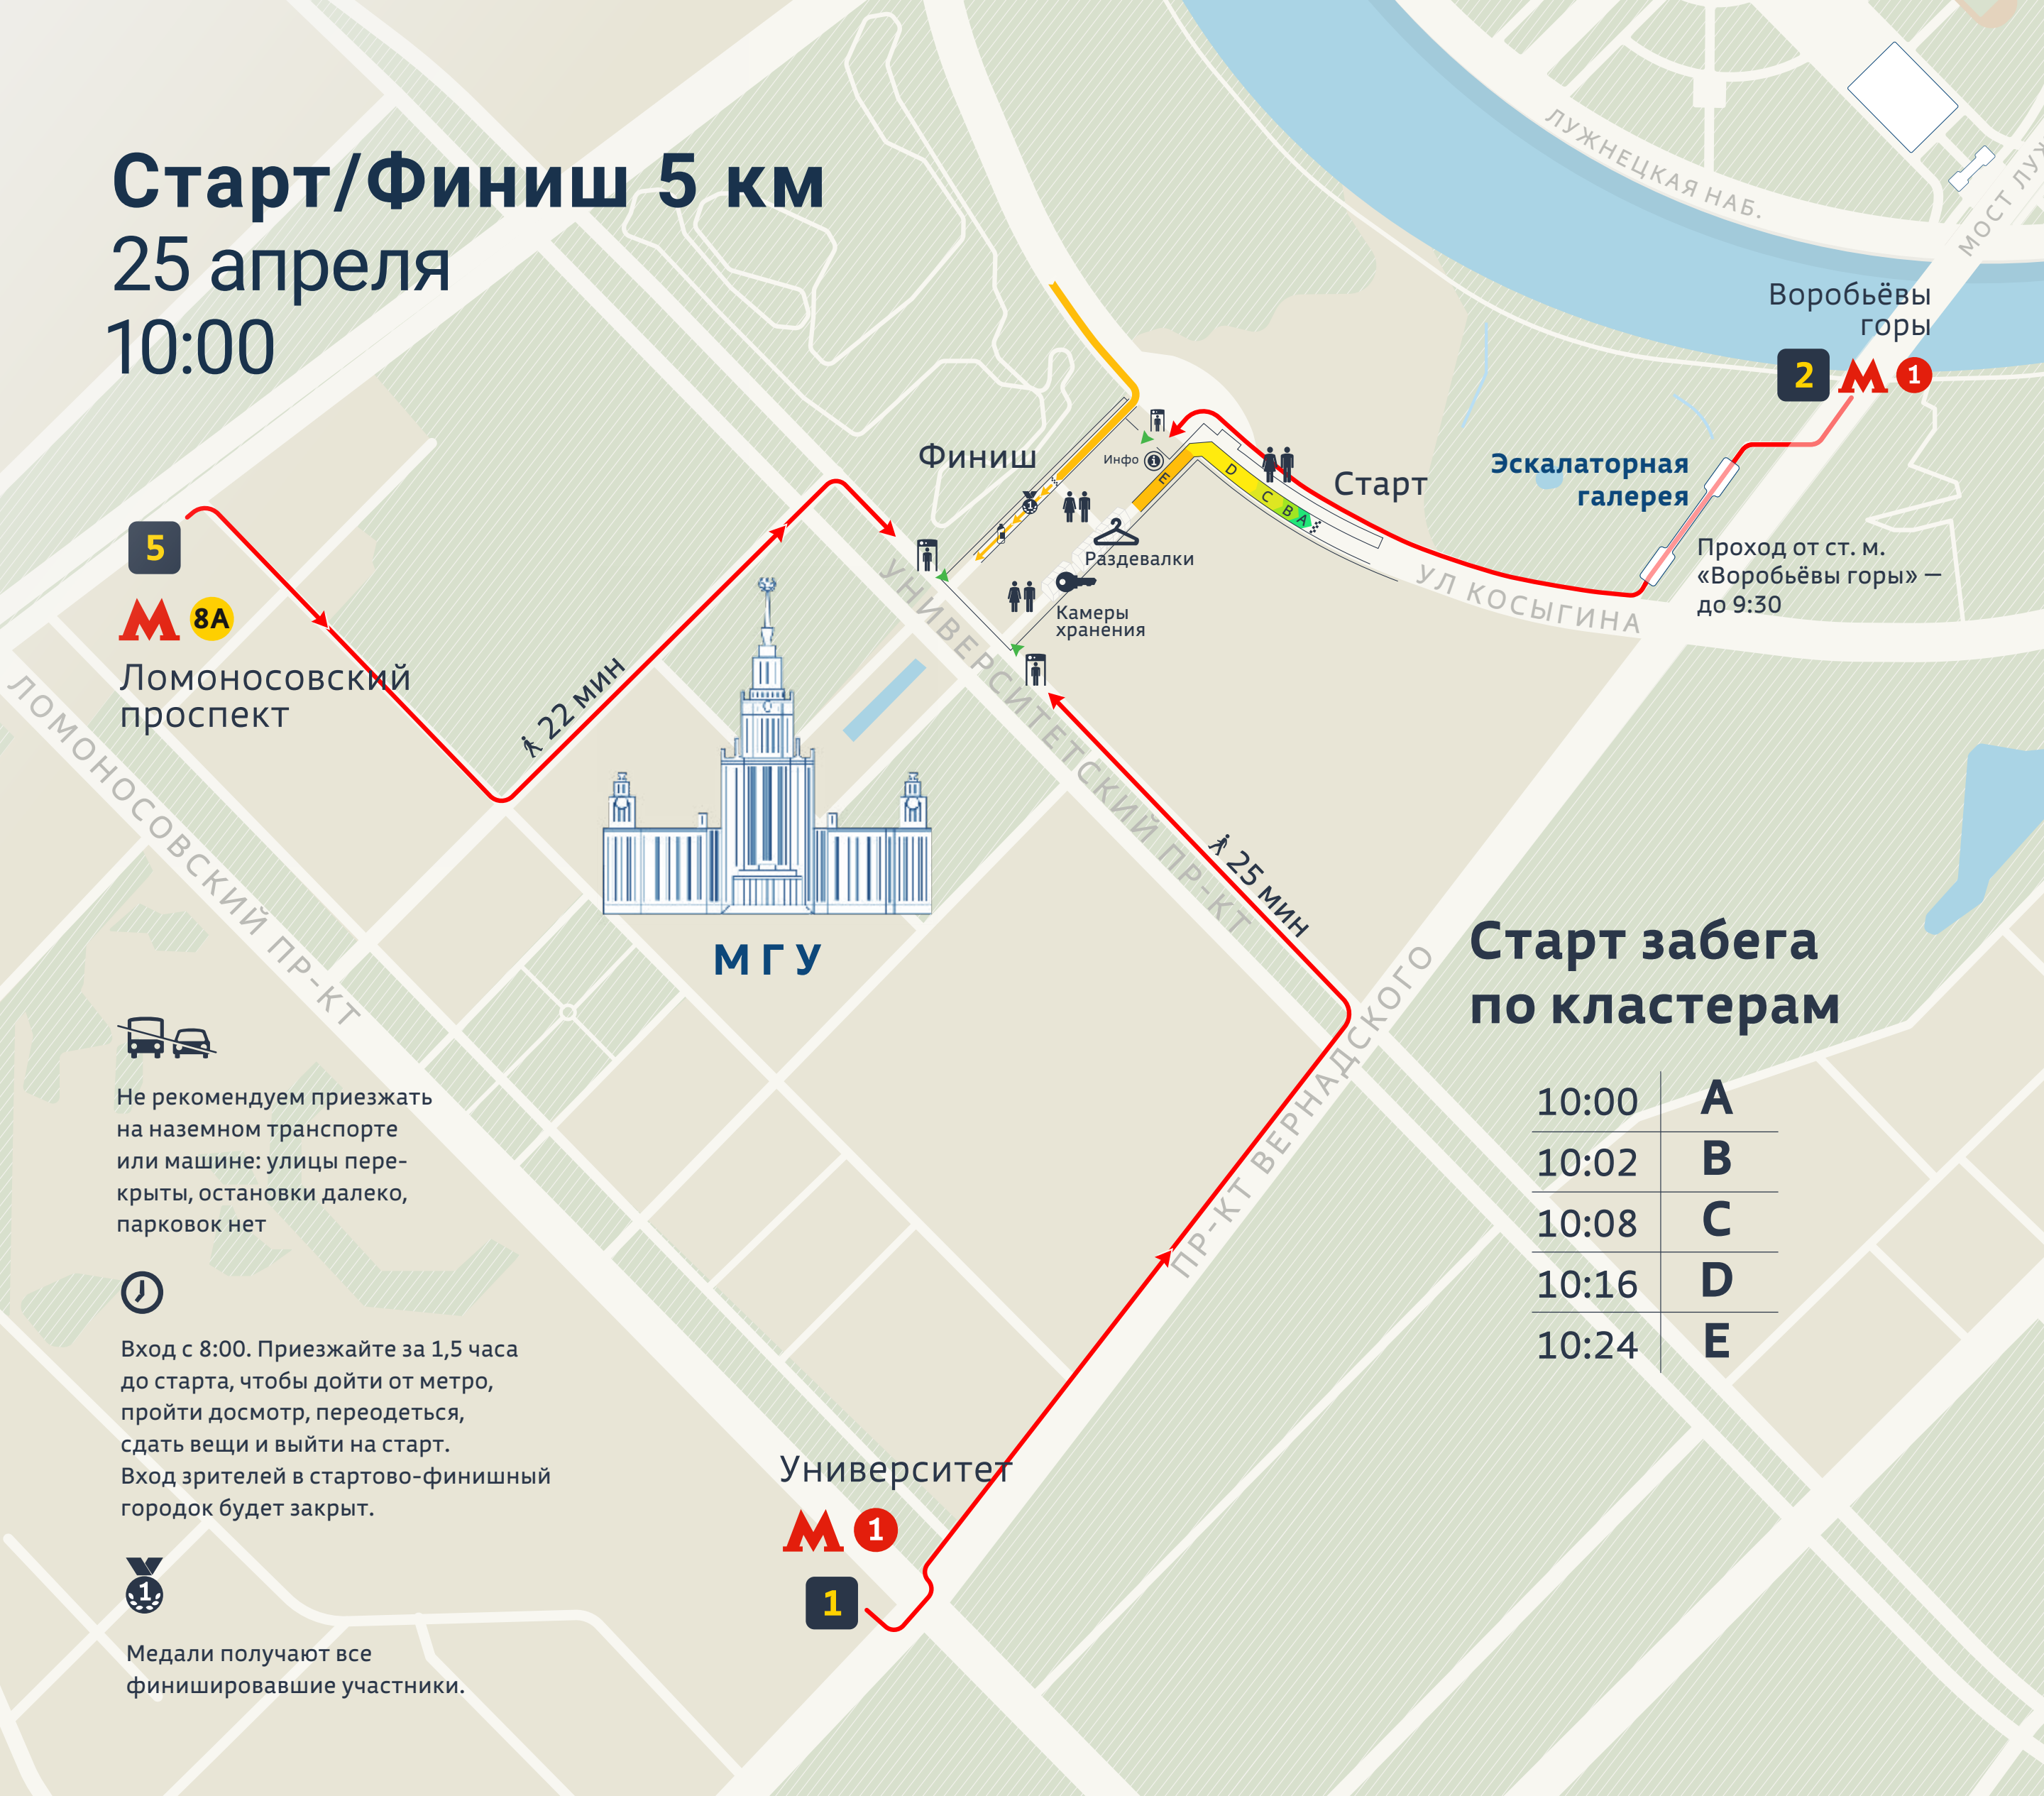 Старт/Финиш 5 км
25 апреля
10:00
ЛУЖНЕЦКАЯ НАБ.
МОСТ ЛУЖ
Воробьёвы
горы
2
1
Эскалаторная
галерея
Проход от ст. м.
«Воробьёвы горы» —
до 9:30
Финиш
Инфо
Старт
E
D
C
B
A
1
Раздевалки
Камеры
хранения
УЛ КОСЫГИНА
5
8А
Ломоносовский
проспект
22 мин
УНИВЕРСИТЕТСКИЙ ПР-КТ
25 мин
ЛОМОНОСОВСКИЙ ПР-КТ
МГУ
ПР-КТ ВЕРНАДСКОГО
Старт забега
по кластерам
10:00 A
10:02 B
10:08 C
10:16 D
10:24 E
Не рекомендуем приезжать
на наземном транспорте
или машине: улицы пере-
крыты, остановки далеко,
парковок нет
Вход с 8:00. Приезжайте за 1,5 часа
до старта, чтобы дойти от метро,
пройти досмотр, переодеться,
сдать вещи и выйти на старт.
Вход зрителей в стартово-финишный
городок будет закрыт.
1
Медали получают все
финишировавшие участники.
Университет
1
1